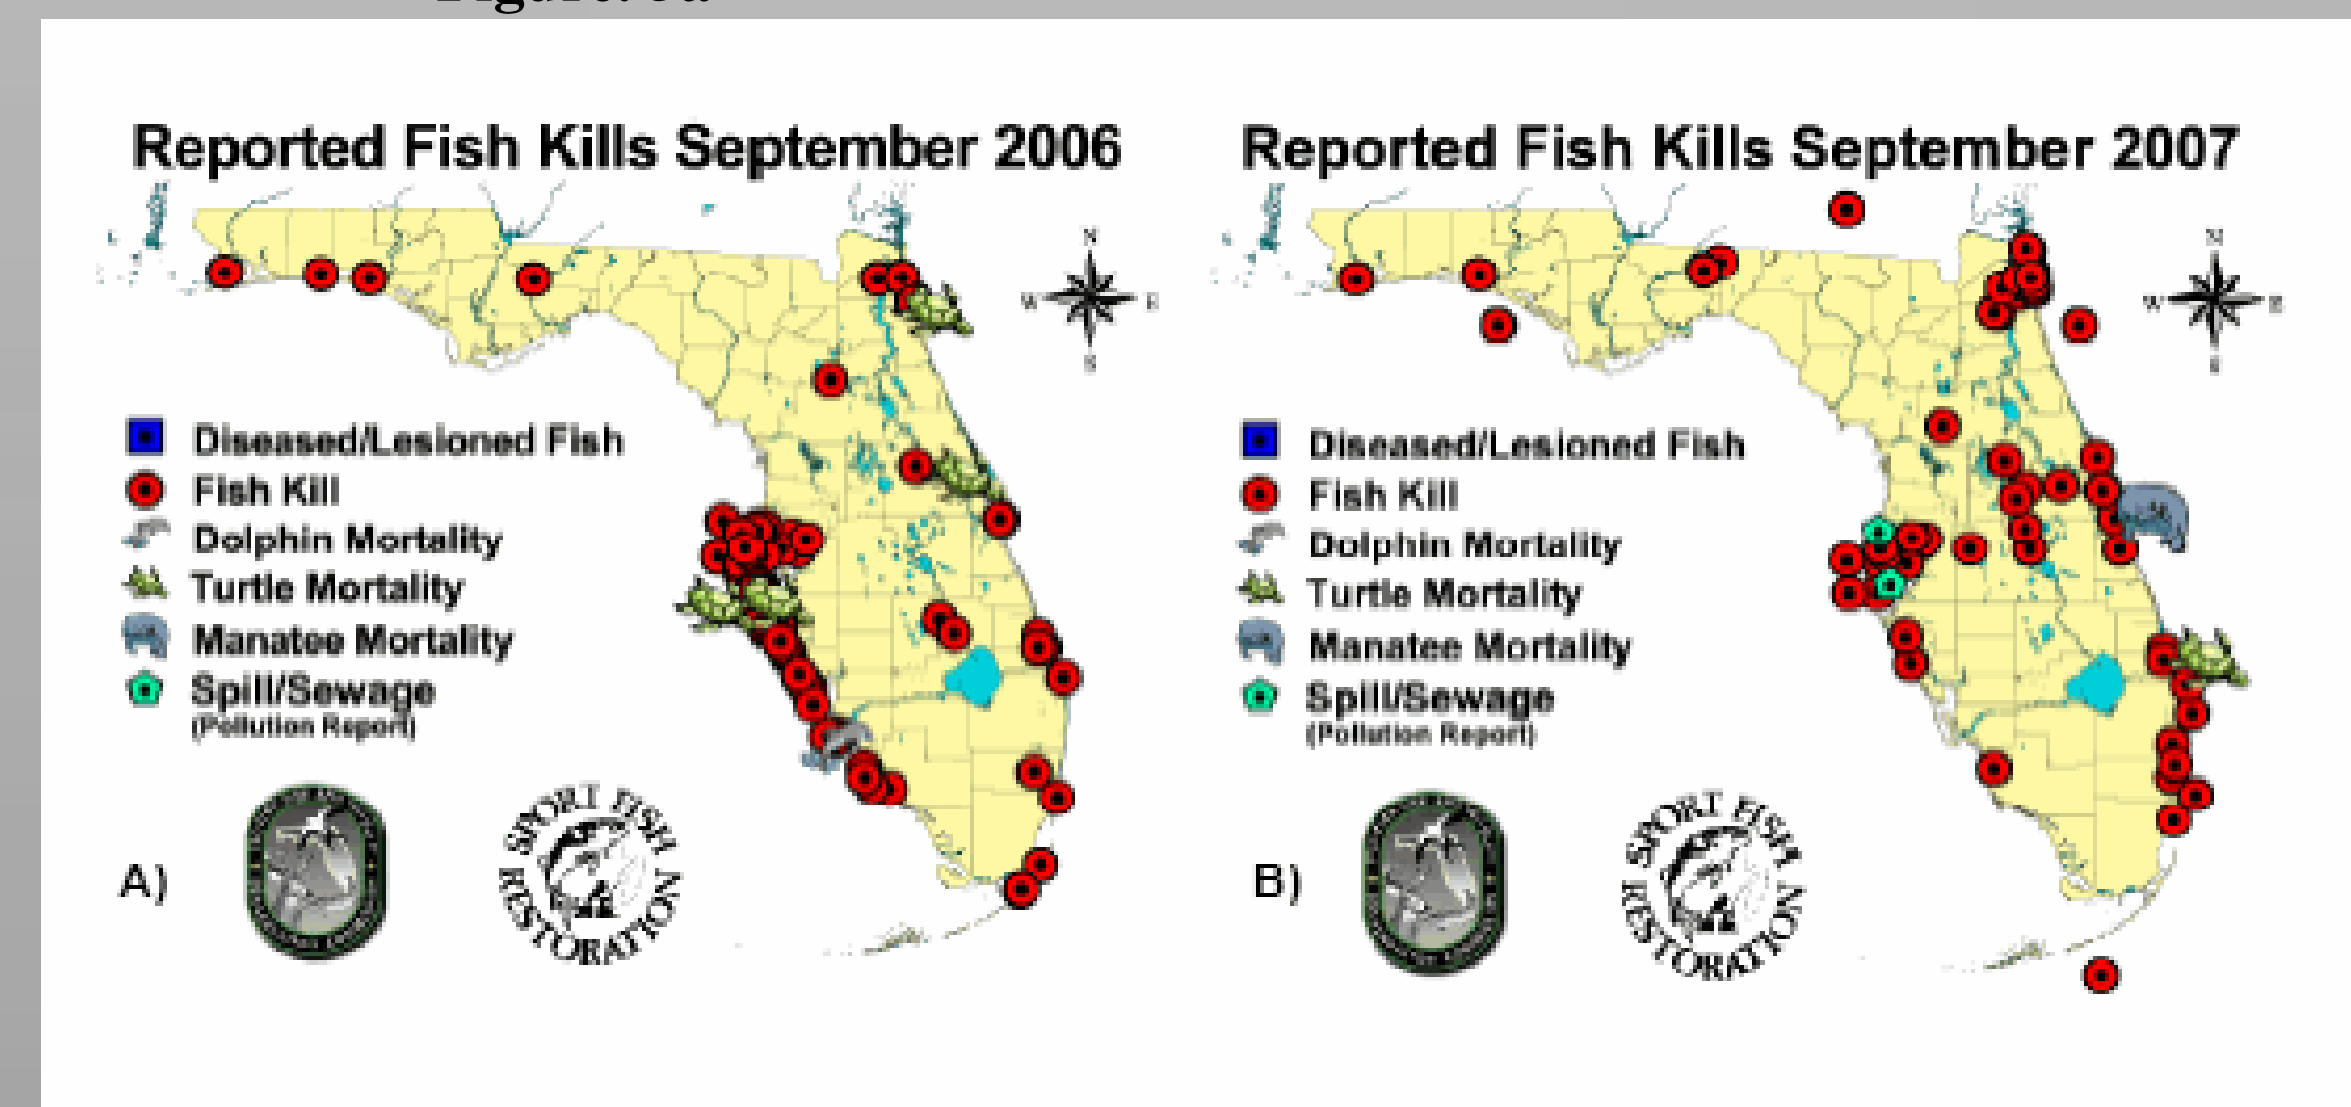 Reported Fish Kills September 2006
N
W
E
S
Diseased/Lesioned Fish
Fish Kill
Dolphin Mortality
Turtle Mortality
Manatee Mortality
Spill/Sewage
(Pollution Report)
A)
SPORT FISH
RESTORATION
Reported Fish Kills September 2007
N
W
E
S
Diseased/Lesioned Fish
Fish Kill
Dolphin Mortality
Turtle Mortality
Manatee Mortality
Spill/Sewage
(Pollution Report)
B)
SPORT FISH
RESTORATION